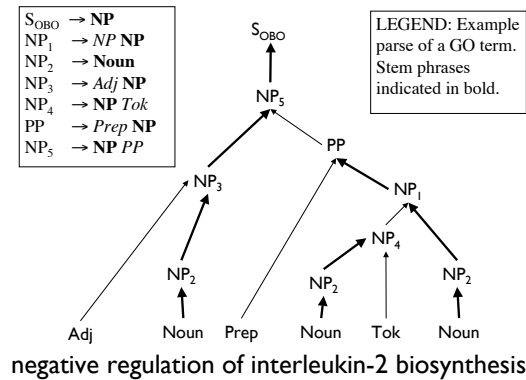 S_OBO → NP
NP_1 → NP NP
NP_2 → Noun
NP_3 → Adj NP
NP_4 → NP Tok
PP → Prep NP
NP_5 → NP PP
LEGEND: Example
parse of a GO term.
Stem phrases
indicated in bold.
S_OBO
NP_5
PP
NP_3
NP_1
NP_4
NP_2 NP_2 NP_2
Adj Noun Prep Noun Tok Noun
negative regulation of interleukin-2 biosynthesis